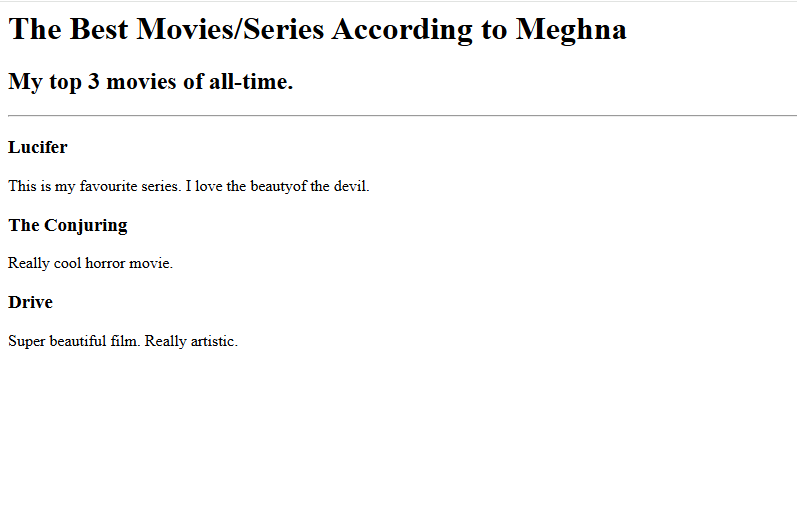 The Best Movies/Series According to Meghna
My top 3 movies of all-time.
Lucifer
This is my favourite series. I love the beautyof the devil.
The Conjuring
Really cool horror movie.
Drive
Super beautiful film. Really artistic.